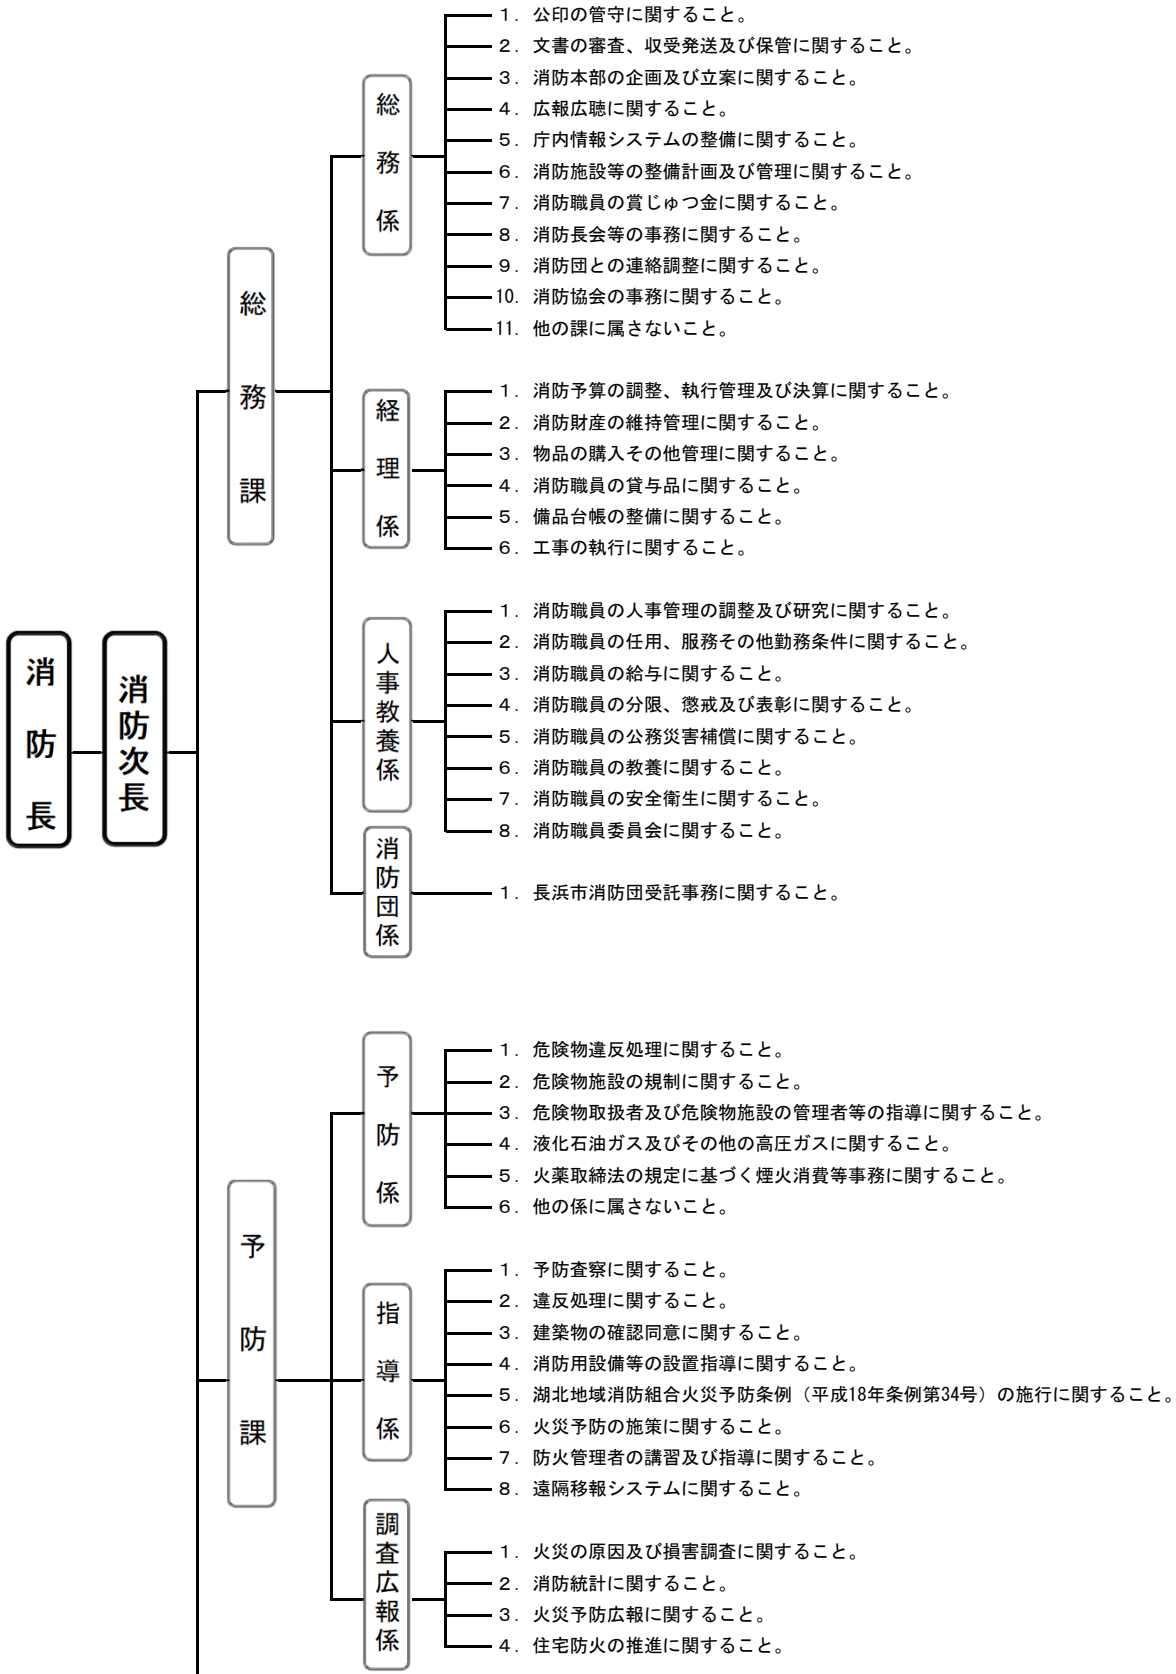 消防長
消防次長
総務課
総務係
１．公印の管守に関すること。
２．文書の審査、収受発送及び保管に関すること。
３．消防本部の企画及び立案に関すること。
４．広報広聴に関すること。
５．庁内情報システムの整備に関すること。
６．消防施設等の整備計画及び管理に関すること。
７．消防職員の賞じゅつ金に関すること。
８．消防長会等の事務に関すること。
９．消防団との連絡調整に関すること。
10．消防協会の事務に関すること。
11．他の課に属さないこと。
経理係
１．消防予算の調整、執行管理及び決算に関すること。
２．消防財産の維持管理に関すること。
３．物品の購入その他管理に関すること。
４．消防職員の貸与品に関すること。
５．備品台帳の整備に関すること。
６．工事の執行に関すること。
人事教養係
１．消防職員の人事管理の調整及び研究に関すること。
２．消防職員の任用、服務その他勤務条件に関すること。
３．消防職員の給与に関すること。
４．消防職員の分限、懲戒及び表彰に関すること。
５．消防職員の公務災害補償に関すること。
６．消防職員の教養に関すること。
７．消防職員の安全衛生に関すること。
８．消防職員委員会に関すること。
消防団係
１．長浜市消防団受託事務に関すること。
予防課
予防係
１．危険物違反処理に関すること。
２．危険物施設の規制に関すること。
３．危険物取扱者及び危険物施設の管理者等の指導に関すること。
４．液化石油ガス及びその他の高圧ガスに関すること。
５．火薬取締法の規定に基づく煙火消費等事務に関すること。
６．他の係に属さないこと。
指導係
１．予防査察に関すること。
２．違反処理に関すること。
３．建築物の確認同意に関すること。
４．消防用設備等の設置指導に関すること。
５．湖北地域消防組合火災予防条例（平成18年条例第34号）の施行に関すること。
６．火災予防の施策に関すること。
７．防火管理者の講習及び指導に関すること。
８．遠隔移報システムに関すること。
調査広報係
１．火災の原因及び損害調査に関すること。
２．消防統計に関すること。
３．火災予防広報に関すること。
４．住宅防火の推進に関すること。